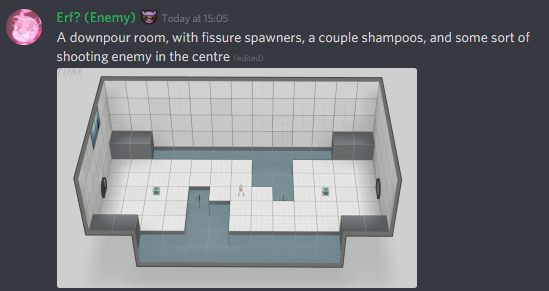 Erf? (Enemy) Today at 15:05
A downpour room, with fissure spawners, a couple shampoos, and some sort of
shooting enemy in the centre (edited)
TURE